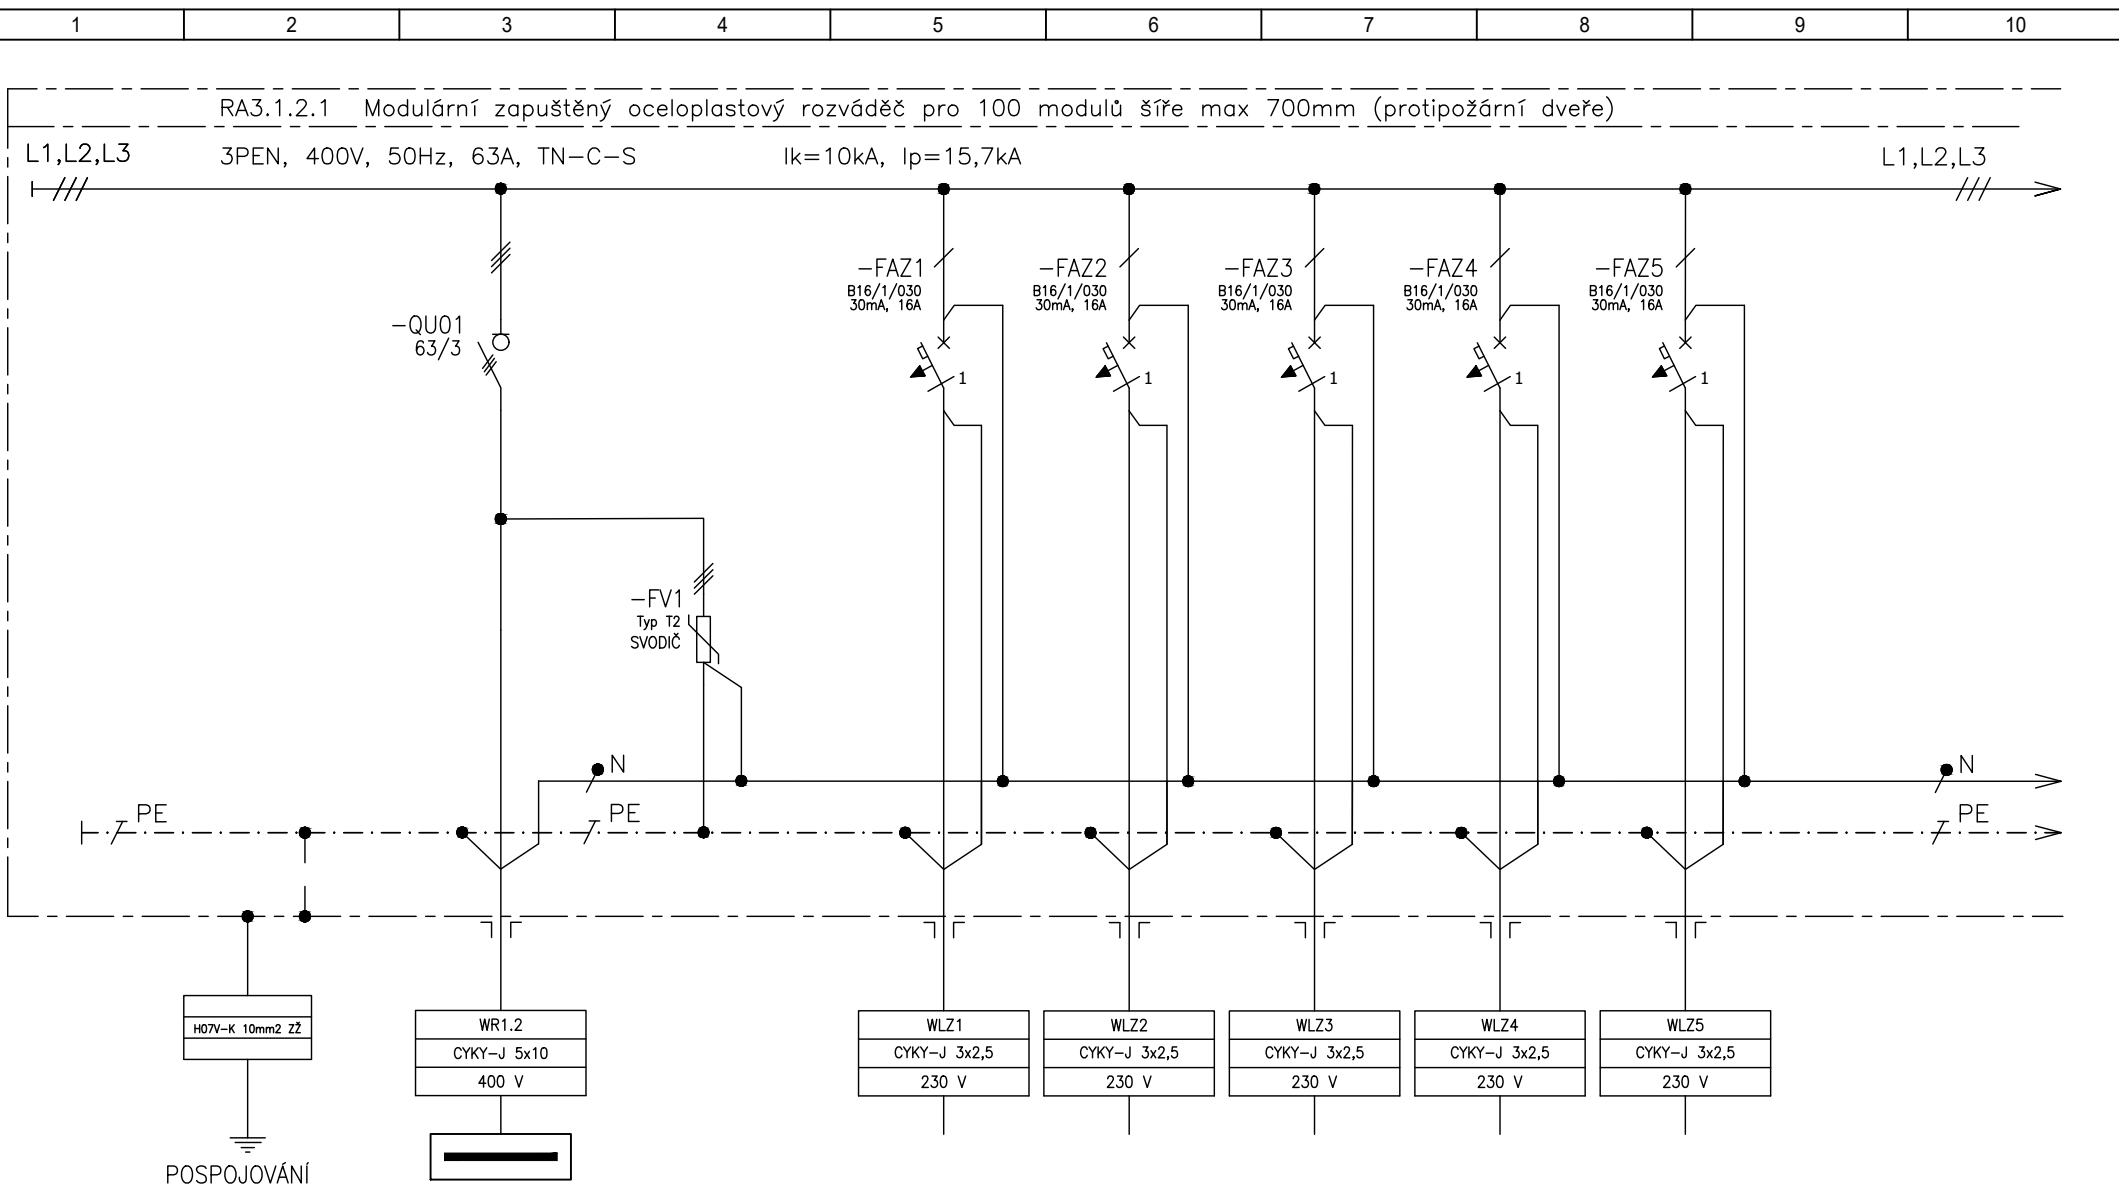 1 2 3 4 5 6 7 8 9 10
RA3.1.2.1 Modulární zapuštěný oceloplastový rozváděč pro 100 modulů šíře max 700mm (protipožární dveře)
L1,L2,L3 3PEN, 400V, 50Hz, 63A, TN-C-S Ik=10kA, Ip=15,7kA L1,L2,L3
-QU01
63/3
-FAZ1
B16/1/030
30mA, 16A
1
-FAZ2
B16/1/030
30mA, 16A
1
-FAZ3
B16/1/030
30mA, 16A
1
-FAZ4
B16/1/030
30mA, 16A
1
-FAZ5
B16/1/030
30mA, 16A
1
-FV1
Typ T2
SVODIČ
N N
PE PE PE
H07V-K 10mm2 ZŽ
POSPOJOVÁNÍ
WR1.2
CYKY-J 5x10
400 V
WLZ1
CYKY-J 3x2,5
230 V
WLZ2
CYKY-J 3x2,5
230 V
WLZ3
CYKY-J 3x2,5
230 V
WLZ4
CYKY-J 3x2,5
230 V
WLZ5
CYKY-J 3x2,5
230 V